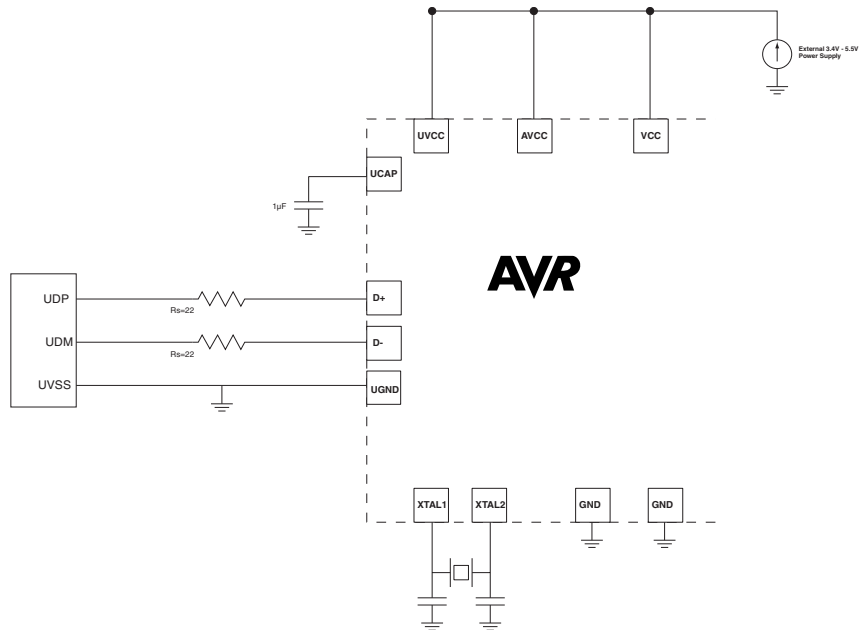 External 3.4V - 5.5V
Power Supply
UVCC
AVCC
VCC
UCAP
1µF
AVR
UDP
Rs=22
D+
UDM
Rs=22
D-
UVSS
UGND
XTAL1
XTAL2
GND
GND